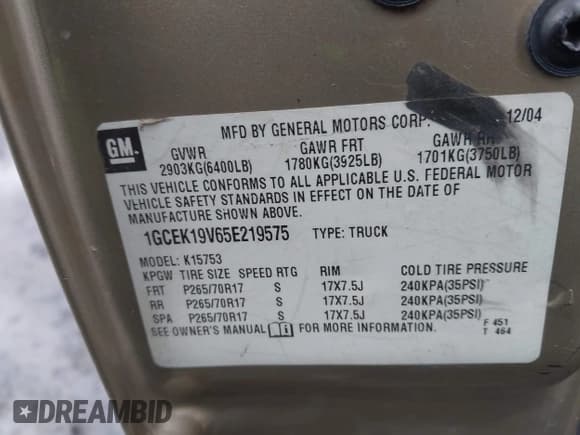 MFD BY GENERAL MOTORS CORP. 12/04
GM
GVWR GAWR FRT GAWR RR
2903KG(6400LB) 1780KG(3925LB) 1701KG(3750LB)
THIS VEHICLE CONFORMS TO ALL APPLICABLE U.S. FEDERAL MOTOR
VEHICLE SAFETY STANDARDS IN EFFECT ON THE DATE OF
MANUFACTURE SHOWN ABOVE.
1GCEK19V65E219575 TYPE: TRUCK
MODEL: K15753
KPGW TIRE SIZE SPEED RTG RIM COLD TIRE PRESSURE
FRT P265/70R17 S 17X7.5J 240KPA(35PSI)
RR P265/70R17 S 17X7.5J 240KPA(35PSI)
SPA P265/70R17 S 17X7.5J 240KPA(35PSI)
SEE OWNER'S MANUAL FOR MORE INFORMATION.
F 451
T 464
DREAMBID